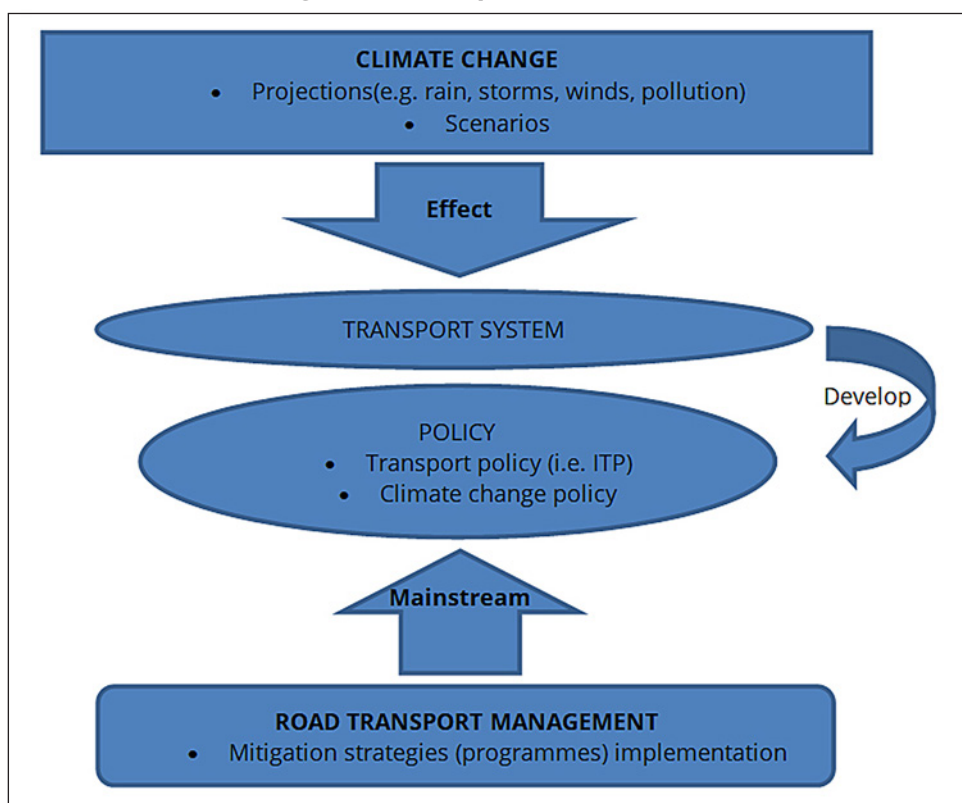 CLIMATE CHANGE
• Projections(e.g. rain, storms, winds, pollution)
• Scenarios
Effect
TRANSPORT SYSTEM
Develop
POLICY
• Transport policy (i.e. ITP)
• Climate change policy
Mainstream
ROAD TRANSPORT MANAGEMENT
• Mitigation strategies (programmes) implementation